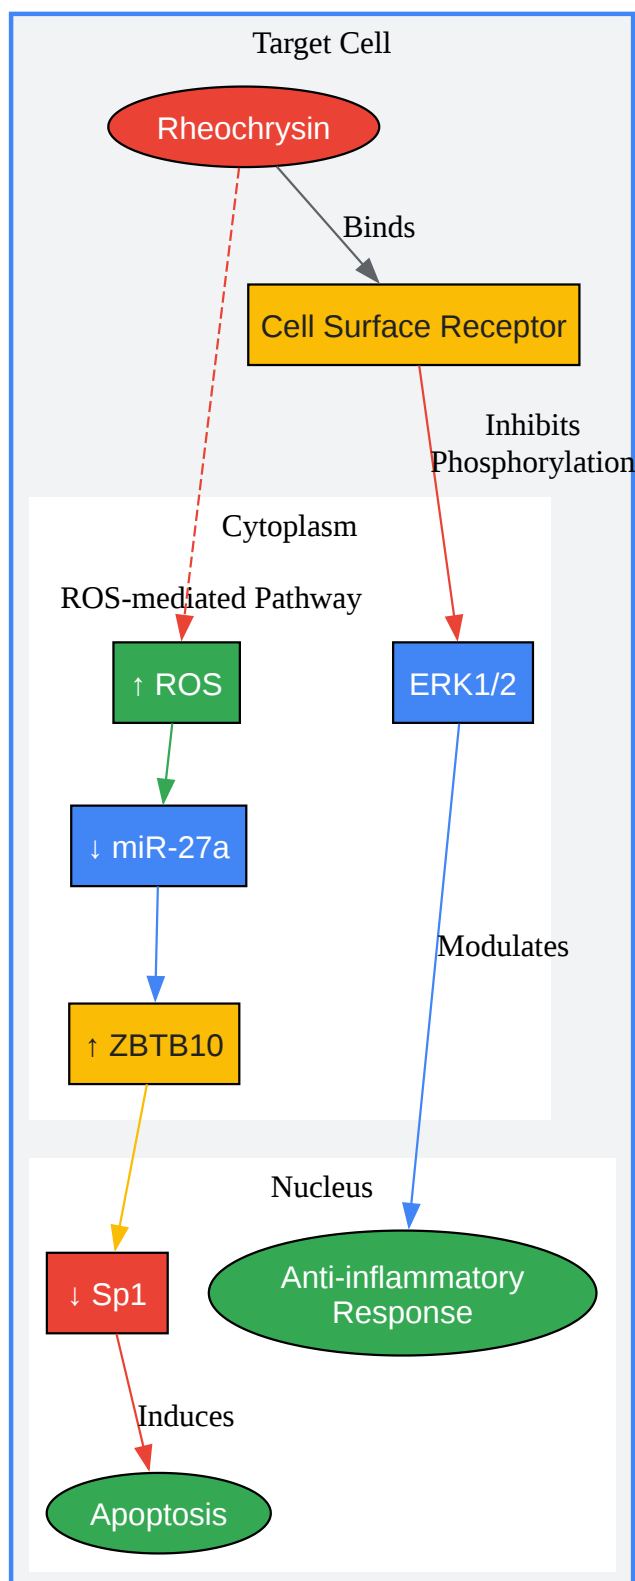 Target Cell
Rheochrysin
Binds
Cell Surface Receptor
Inhibits
Phosphorylation
Cytoplasm
ROS-mediated Pathway
↑ ROS
ERK1/2
↓ miR-27a
Modulates
↑ ZBTB10
Nucleus
↓ Sp1
Anti-inflammatory
Response
Induces
Apoptosis